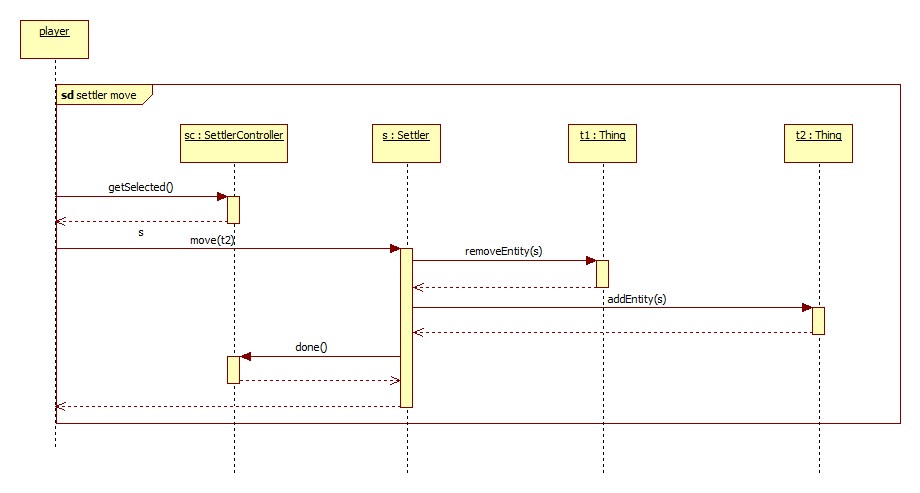 player
sd settler move
sc : SettlerController
s : Settler
t1 : Thing
t2 : Thing
getSelected()
s
move(t2)
removeEntity(s)
addEntity(s)
done()